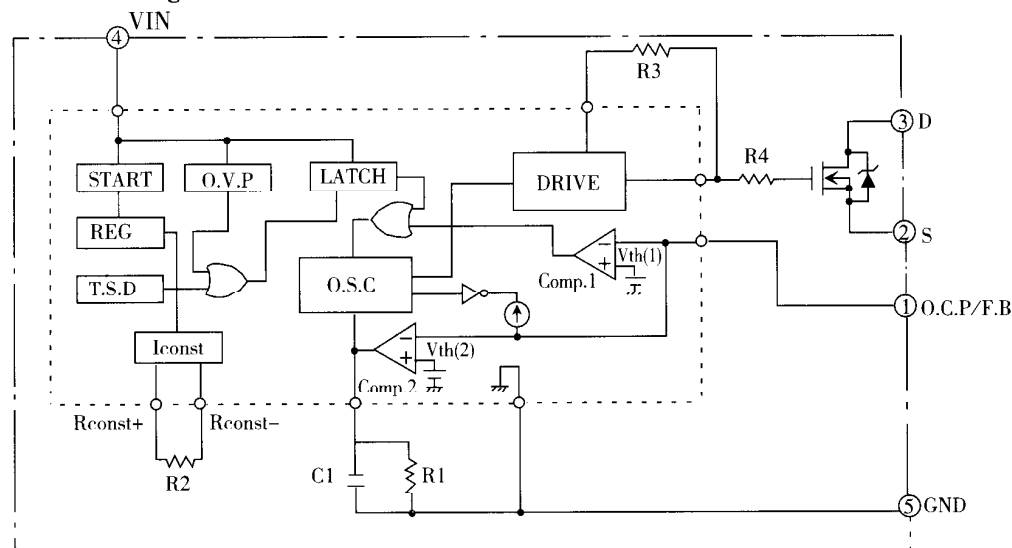 VIN
4
R3
3 D
START
O.V.P
LATCH
DRIVE
R4
REG
2 S
Vth(1)
Comp.1
T.S.D
O.S.C
1 O.C.P/F.B
Iconst
Vth(2)
Comp.2
Rconst+
Rconst−
R2
C1
R1
5 GND